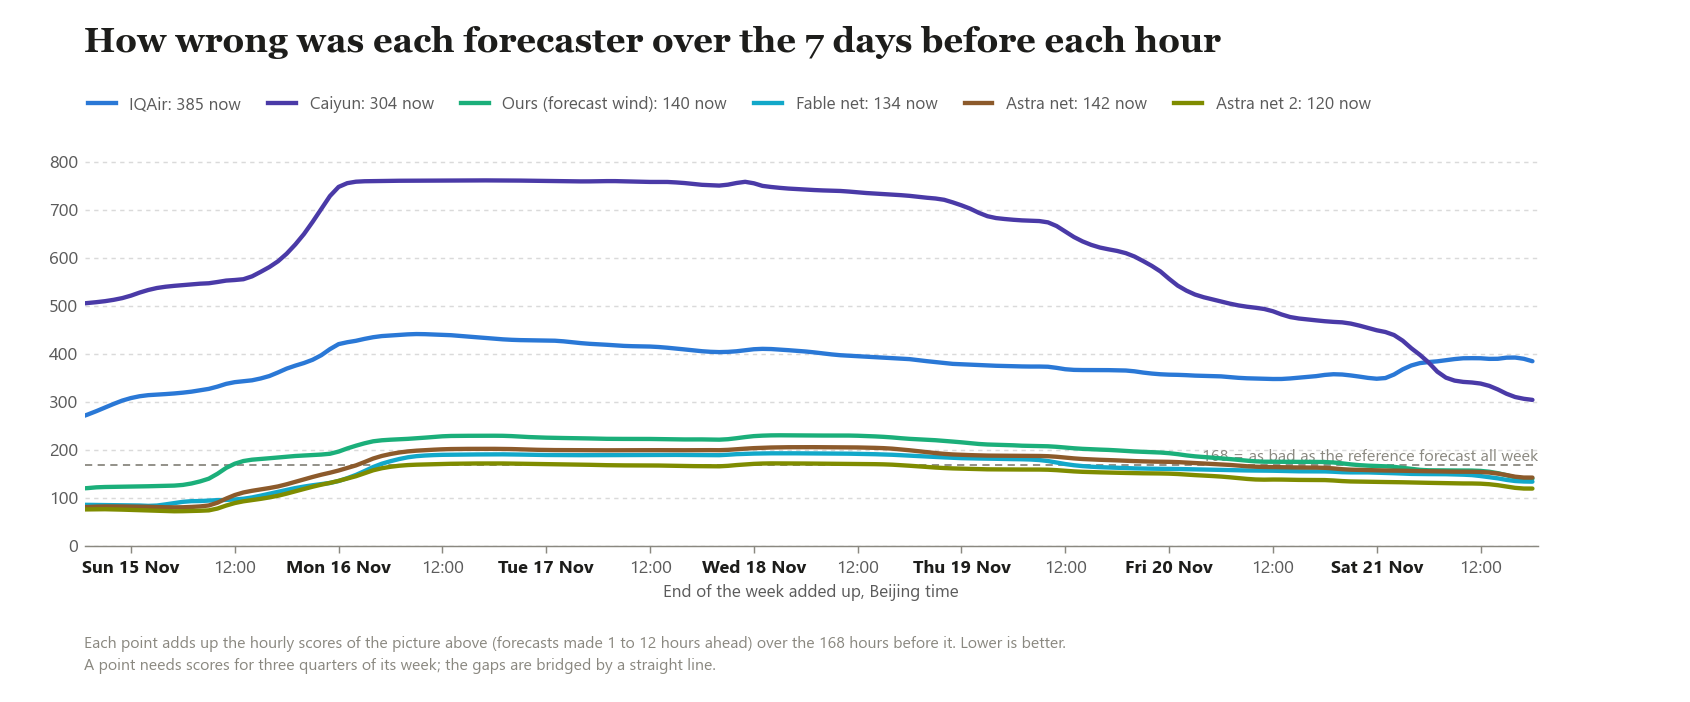 How wrong was each forecaster over the 7 days before each hour
IQAir: 385 now Caiyun: 304 now Ours (forecast wind): 140 now Fable net: 134 now Astra net: 142 now Astra net 2: 120 now
800
700
600
500
400
300
200
168 = as bad as the reference forecast all week
100
0
Sun 15 Nov 12:00 Mon 16 Nov 12:00 Tue 17 Nov 12:00 Wed 18 Nov 12:00 Thu 19 Nov 12:00 Fri 20 Nov 12:00 Sat 21 Nov 12:00
End of the week added up, Beijing time
Each point adds up the hourly scores of the picture above (forecasts made 1 to 12 hours ahead) over the 168 hours before it. Lower is better.
A point needs scores for three quarters of its week; the gaps are bridged by a straight line.